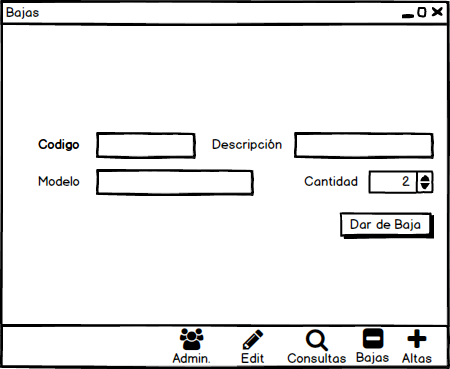 Bajas
Codigo Descripción
Modelo Cantidad 2
Dar de Baja
Admin. Edit Consultas Bajas Altas